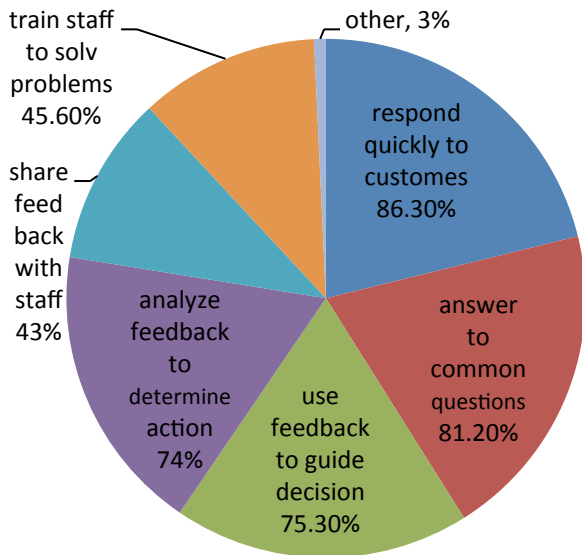 train staff
to solv
problems
45.60%
other, 3%
respond
quickly to
customes
86.30%
share
feed
back
with
staff
43%
analyze
feedback
to
determine
action
74%
use
feedback
to guide
decision
75.30%
answer
to
common
questions
81.20%